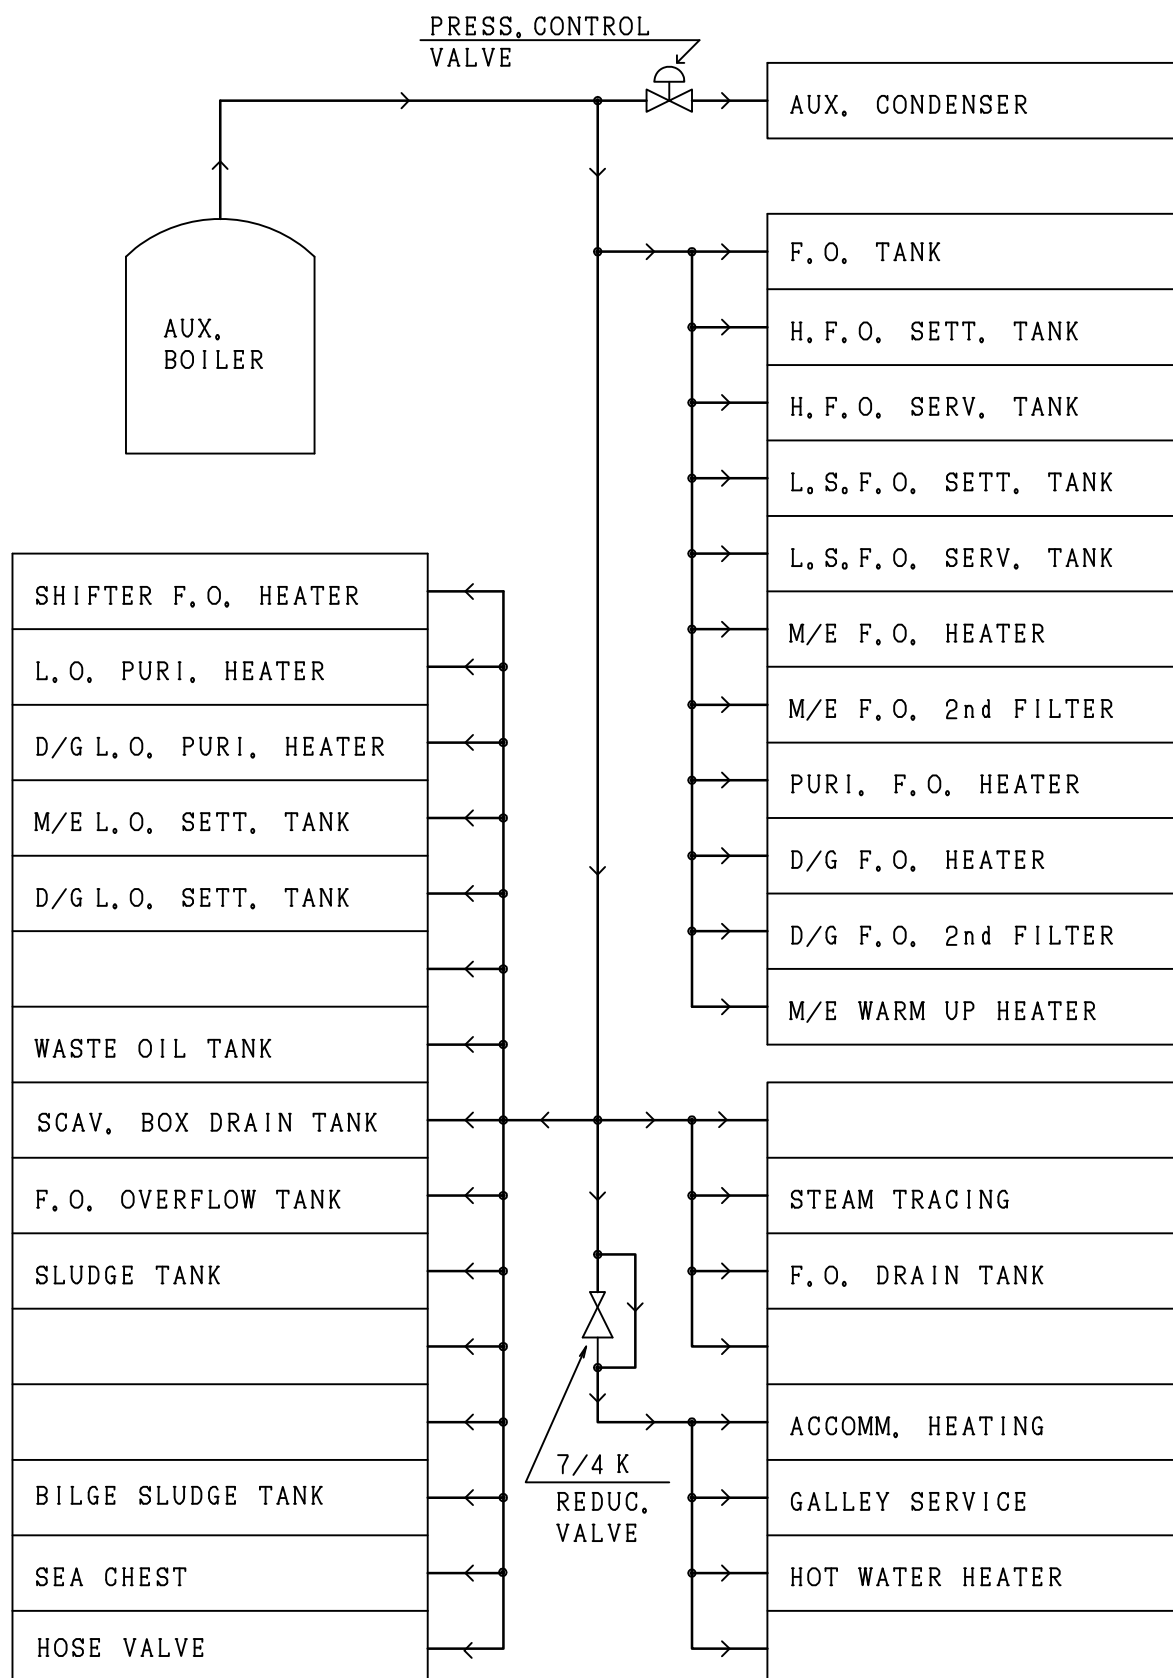 PRESS. CONTROL
VALVE
AUX. CONDENSER
AUX.
BOILER
F.O. TANK
H.F.O. SETT. TANK
H.F.O. SERV. TANK
L.S.F.O. SETT. TANK
L.S.F.O. SERV. TANK
M/E F.O. HEATER
M/E F.O. 2nd FILTER
PURI. F.O. HEATER
D/G F.O. HEATER
D/G F.O. 2nd FILTER
M/E WARM UP HEATER
SHIFTER F.O. HEATER
L.O. PURI. HEATER
D/G L.O. PURI. HEATER
M/E L.O. SETT. TANK
D/G L.O. SETT. TANK
WASTE OIL TANK
SCAV. BOX DRAIN TANK
F.O. OVERFLOW TANK
SLUDGE TANK
BILGE SLUDGE TANK
SEA CHEST
HOSE VALVE
STEAM TRACING
F.O. DRAIN TANK
7/4 K
REDUC.
VALVE
ACCOMM. HEATING
GALLEY SERVICE
HOT WATER HEATER